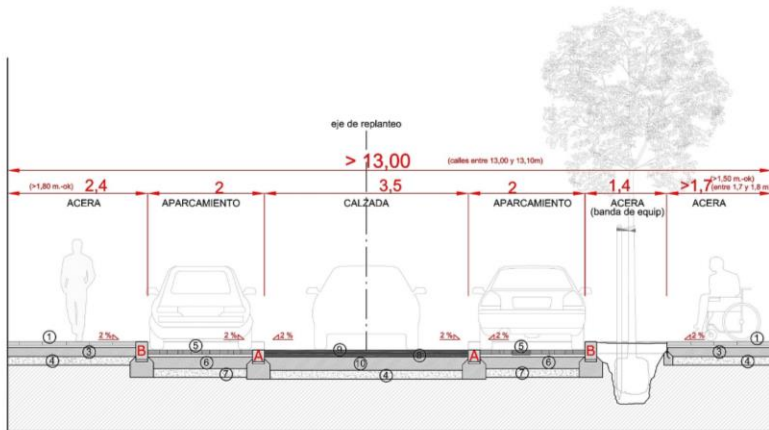 eje de replanteo
> 13,00 (calles entre 13,00 y 13,10m)
(>1,80 m.-ok) 2,4 2 3,5 2 1,4 >1,7 (>1,50 m.-ok)
(entre 1,7 y 1,8 m
ACERA APARCAMIENTO CALZADA APARCAMIENTO ACERA ACERA
(banda de equip)
2 % 2 % 2 % 2 % 2 % 2 %
1 B 5 9 8 5 B 1
3 A A 3
4 6 10 6 4
7 4 7